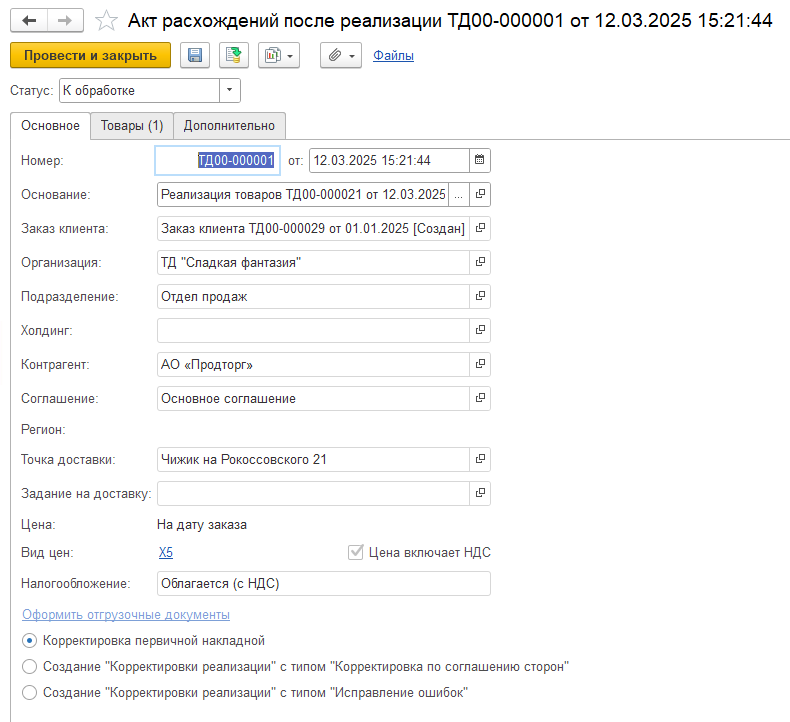 Акт расхождений после реализации ТД00-000001 от 12.03.2025 15:21:44
Провести и закрыть Файлы
Статус: К обработке
Основное Товары (1) Дополнительно
Номер: ТД00-000001 от: 12.03.2025 15:21:44
Основание: Реализация товаров ТД00-000021 от 12.03.2025 ...
Заказ клиента: Заказ клиента ТД00-000029 от 01.01.2025 [Создан]
Организация: ТД "Сладкая фантазия"
Подразделение: Отдел продаж
Холдинг:
Контрагент: АО «Продторг»
Соглашение: Основное соглашение
Регион:
Точка доставки: Чижик на Рокоссовского 21
Задание на доставку:
Цена: На дату заказа
Вид цен: X5 Цена включает НДС
Налогообложение: Облагается (с НДС)
Оформить отгрузочные документы
Корректировка первичной накладной
Создание "Корректировки реализации" с типом "Корректировка по соглашению сторон"
Создание "Корректировки реализации" с типом "Исправление ошибок"